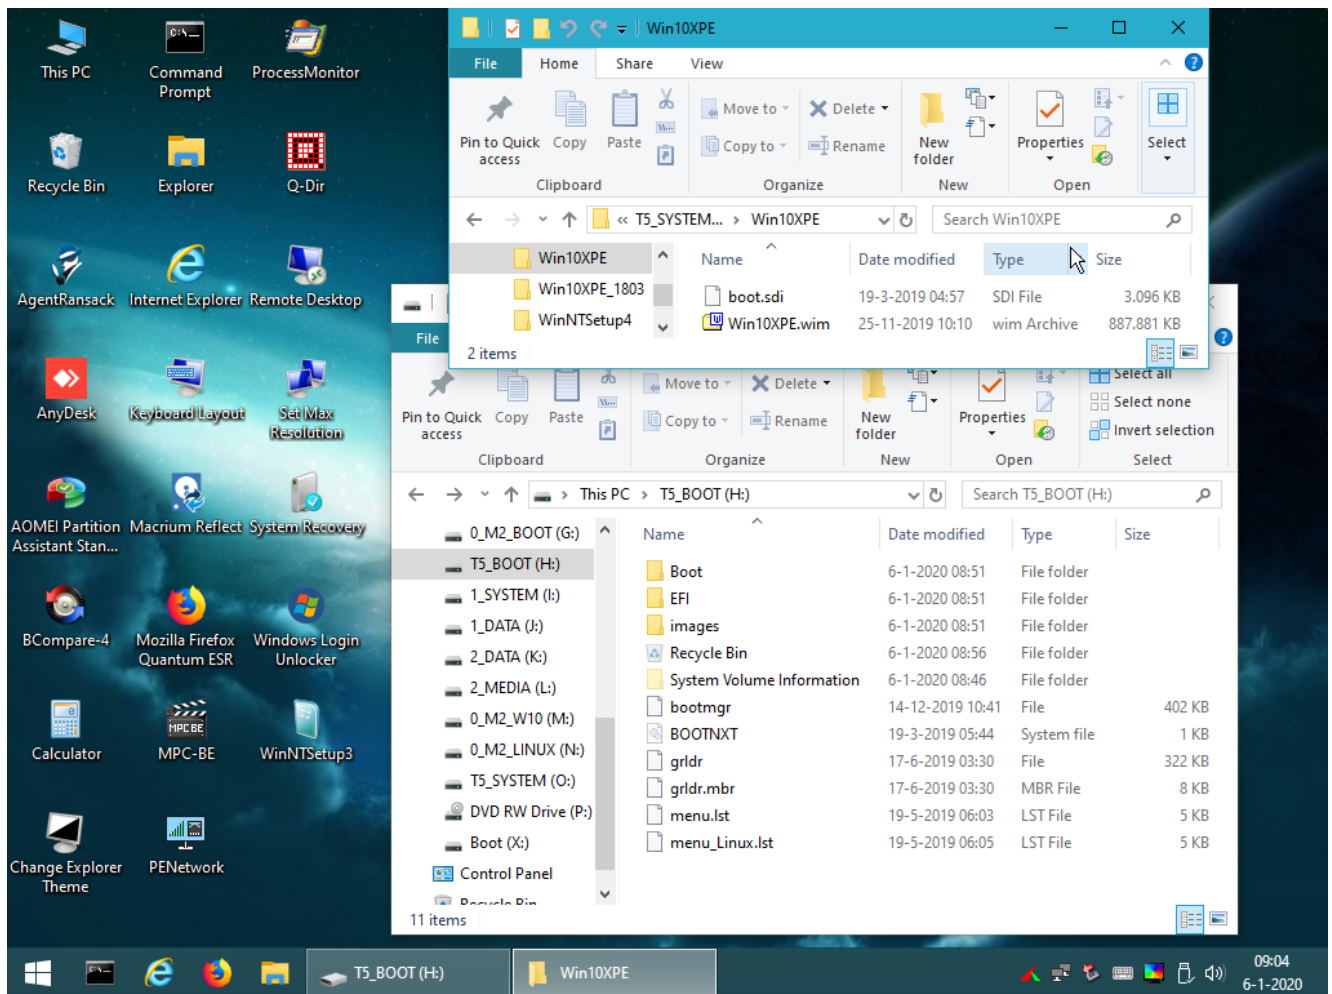 This PC
Command
Prompt
ProcessMonitor
Recycle Bin
Explorer
Q-Dir
AgentRansack
Internet Explorer
Remote Desktop
AnyDesk
Keyboard Layout
Set Max
Resolution
AOMEI Partition
Assistant Stan...
Macrium Reflect
System Recovery
BCompare-4
Mozilla Firefox
Quantum ESR
Windows Login
Unlocker
Calculator
MPC-BE
WinNTSetup3
Change Explorer
Theme
PENetwork
Win10XPE
File
Home
Share
View
Pin to Quick
access
Copy
Paste
Move to
Copy to
Delete
Rename
New
folder
Properties
Select
Clipboard
Organize
New
Open
« T5_SYSTEM... › Win10XPE
Search Win10XPE
Win10XPE
Win10XPE_1803
WinNTSetup4
Name Date modified Type Size
boot.sdi 19-3-2019 04:57 SDI File 3.096 KB
Win10XPE.wim 25-11-2019 10:10 wim Archive 887.881 KB
2 items
File
Pin to Quick
access
Copy
Paste
Move to
Copy to
Delete
Rename
New
folder
Properties
Select all
Select none
Invert selection
Clipboard
Organize
New
Open
Select
› This PC › T5_BOOT (H:)
Search T5_BOOT (H:)
0_M2_BOOT (G:)
T5_BOOT (H:)
1_SYSTEM (I:)
1_DATA (J:)
2_DATA (K:)
2_MEDIA (L:)
0_M2_W10 (M:)
0_M2_LINUX (N:)
T5_SYSTEM (O:)
DVD RW Drive (P:)
Boot (X:)
Control Panel
Recycle Bin
Name Date modified Type Size
Boot 6-1-2020 08:51 File folder
EFI 6-1-2020 08:51 File folder
images 6-1-2020 08:51 File folder
Recycle Bin 6-1-2020 08:56 File folder
System Volume Information 6-1-2020 08:46 File folder
bootmgr 14-12-2019 10:41 File 402 KB
BOOTNXT 19-3-2019 05:44 System file 1 KB
grldr 17-6-2019 03:30 File 322 KB
grldr.mbr 17-6-2019 03:30 MBR File 8 KB
menu.lst 19-5-2019 06:03 LST File 5 KB
menu_Linux.lst 19-5-2019 06:05 LST File 5 KB
11 items
T5_BOOT (H:)
Win10XPE
09:04
6-1-2020